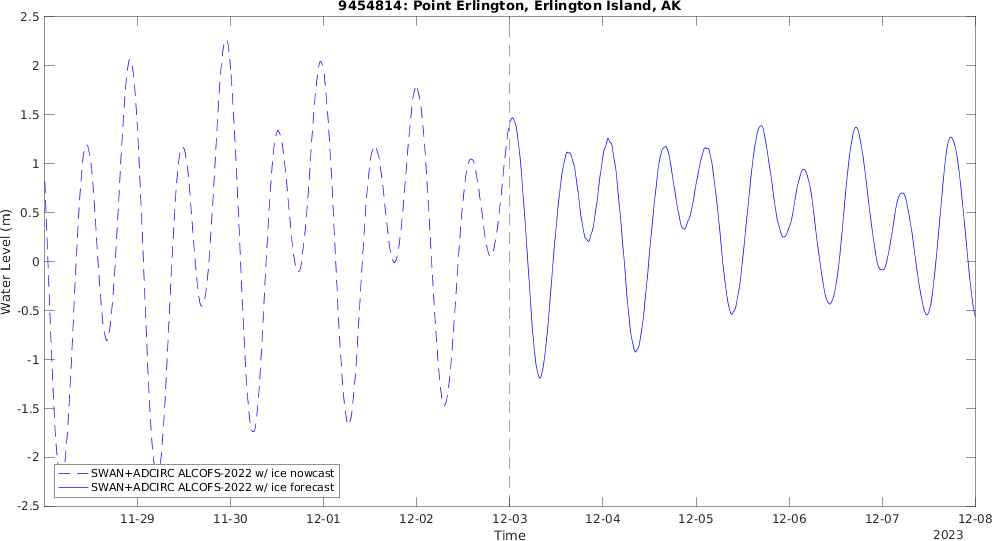 9454814: Point Erlington, Erlington Island, AK
2.5
2
1.5
1
0.5
0
-0.5
-1
-1.5
-2
-2.5
Water Level (m)
SWAN+ADCIRC ALCOFS-2022 w/ ice nowcast
SWAN+ADCIRC ALCOFS-2022 w/ ice forecast
11-29 11-30 12-01 12-02 12-03 12-04 12-05 12-06 12-07 12-08
Time
2023